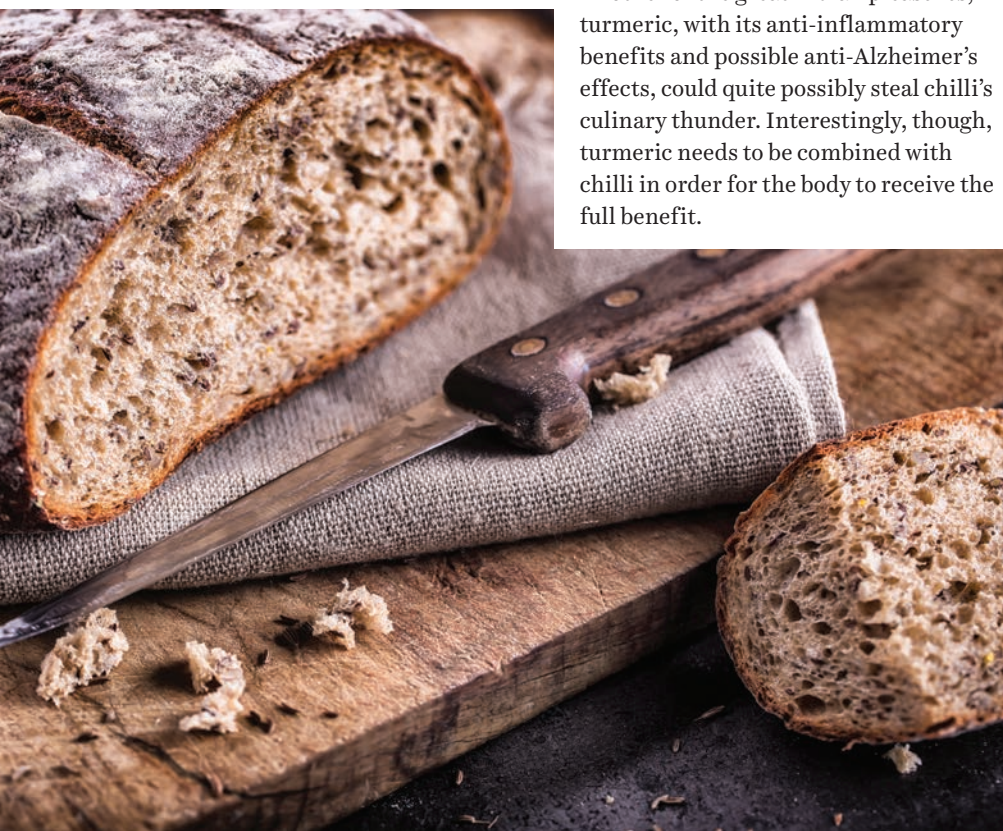 turmeric, with its anti-inflammatory
benefits and possible anti-Alzheimer’s
effects, could quite possibly steal chilli’s
culinary thunder. Interestingly, though,
turmeric needs to be combined with
chilli in order for the body to receive the
full benefit.